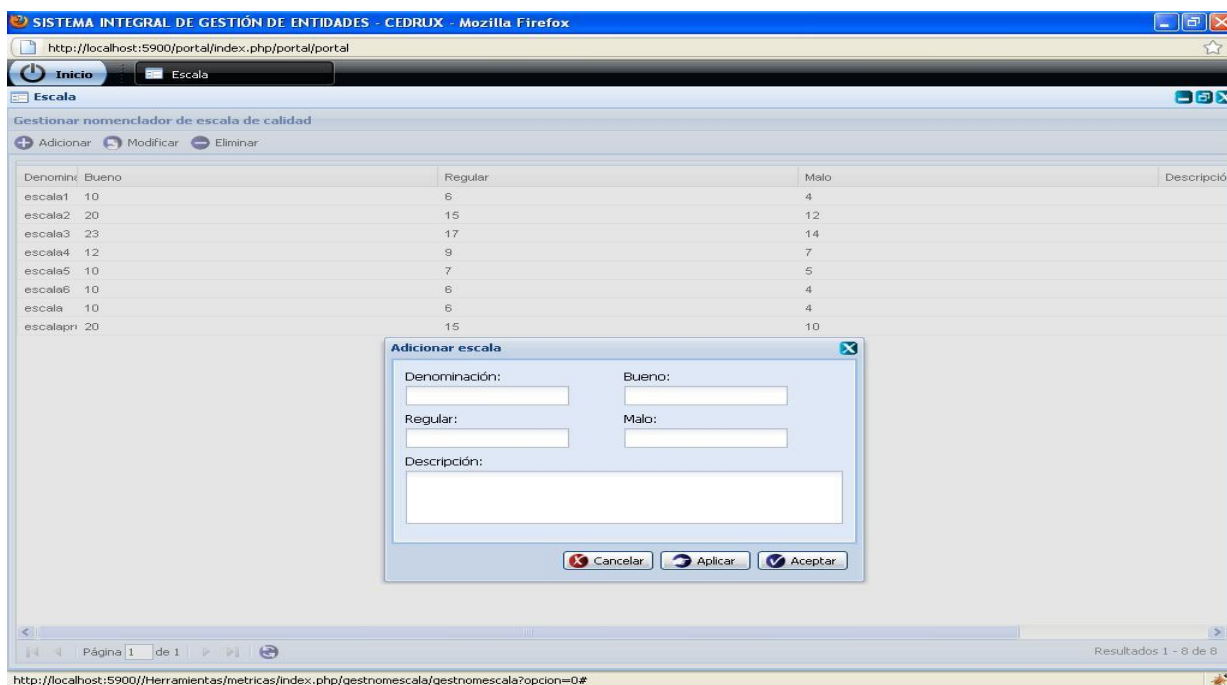 SISTEMA INTEGRAL DE GESTIÓN DE ENTIDADES - CEDRUX - Mozilla Firefox
http://localhost:5900/portal/index.php/portal/portal
Inicio Escala
Escala
Gestionar nomenclador de escala de calidad
Adicionar Modificar Eliminar
Denominc Bueno Regular Malo Descripció
escala1 10 6 4
escala2 20 15 12
escala3 23 17 14
escala4 12 9 7
escala5 10 7 5
escala6 10 6 4
escala 10 6 4
escalapri 20 15 10
Adicionar escala
Denominación: Bueno:
Regular: Malo:
Descripción:
Cancelar Aplicar Aceptar
Página 1 de 1 Resultados 1 - 8 de 8
http://localhost:5900//Herramientas/metricas/index.php/gestnomescala/gestnomescala?opcion=0#